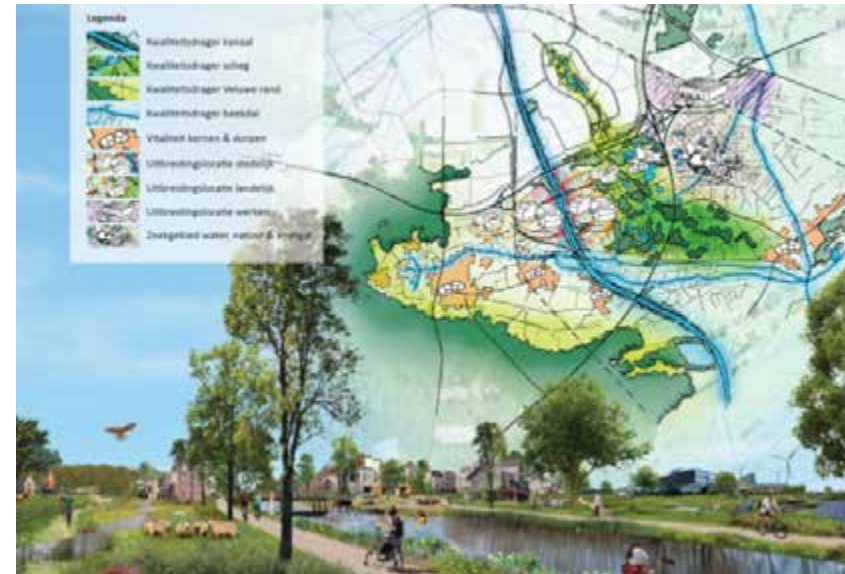 Legenda
Kwaliteitsdrager kanaal
Kwaliteitsdrager scheg
Kwaliteitsdrager Veluwe rand
Kwaliteitsdrager beekdal
Vitaliteit kernen & dorpen
Uitbreidingslocatie stedelijk
Uitbreidingslocatie landelijk
Uitbreidingslocatie werken
Zoekgebied water, natuur & energie